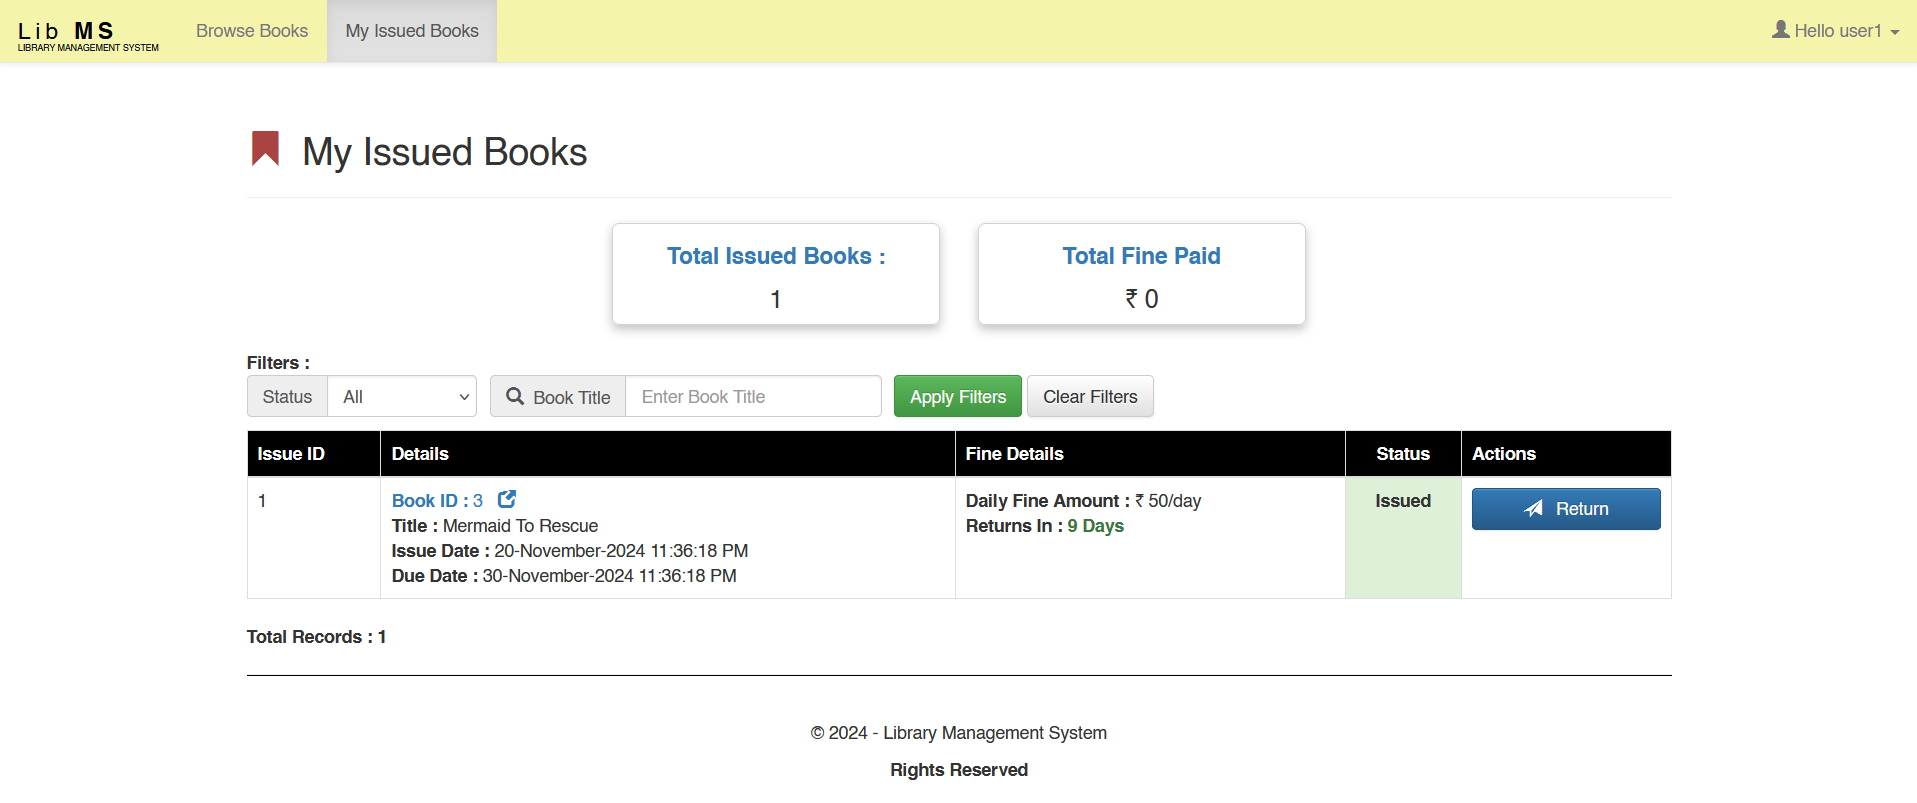 Lib MS
LIBRARY MANAGEMENT SYSTEM
Browse Books
My Issued Books
Hello user1
My Issued Books
Total Issued Books :
1
Total Fine Paid
₹ 0
Filters :
Status
All
Book Title
Enter Book Title
Apply Filters
Clear Filters
Issue ID
Details
Fine Details
Status
Actions
1
Book ID : 3
Title : Mermaid To Rescue
Issue Date : 20-November-2024 11:36:18 PM
Due Date : 30-November-2024 11:36:18 PM
Daily Fine Amount : ₹ 50/day
Returns In : 9 Days
Issued
Return
Total Records : 1
© 2024 - Library Management System
Rights Reserved